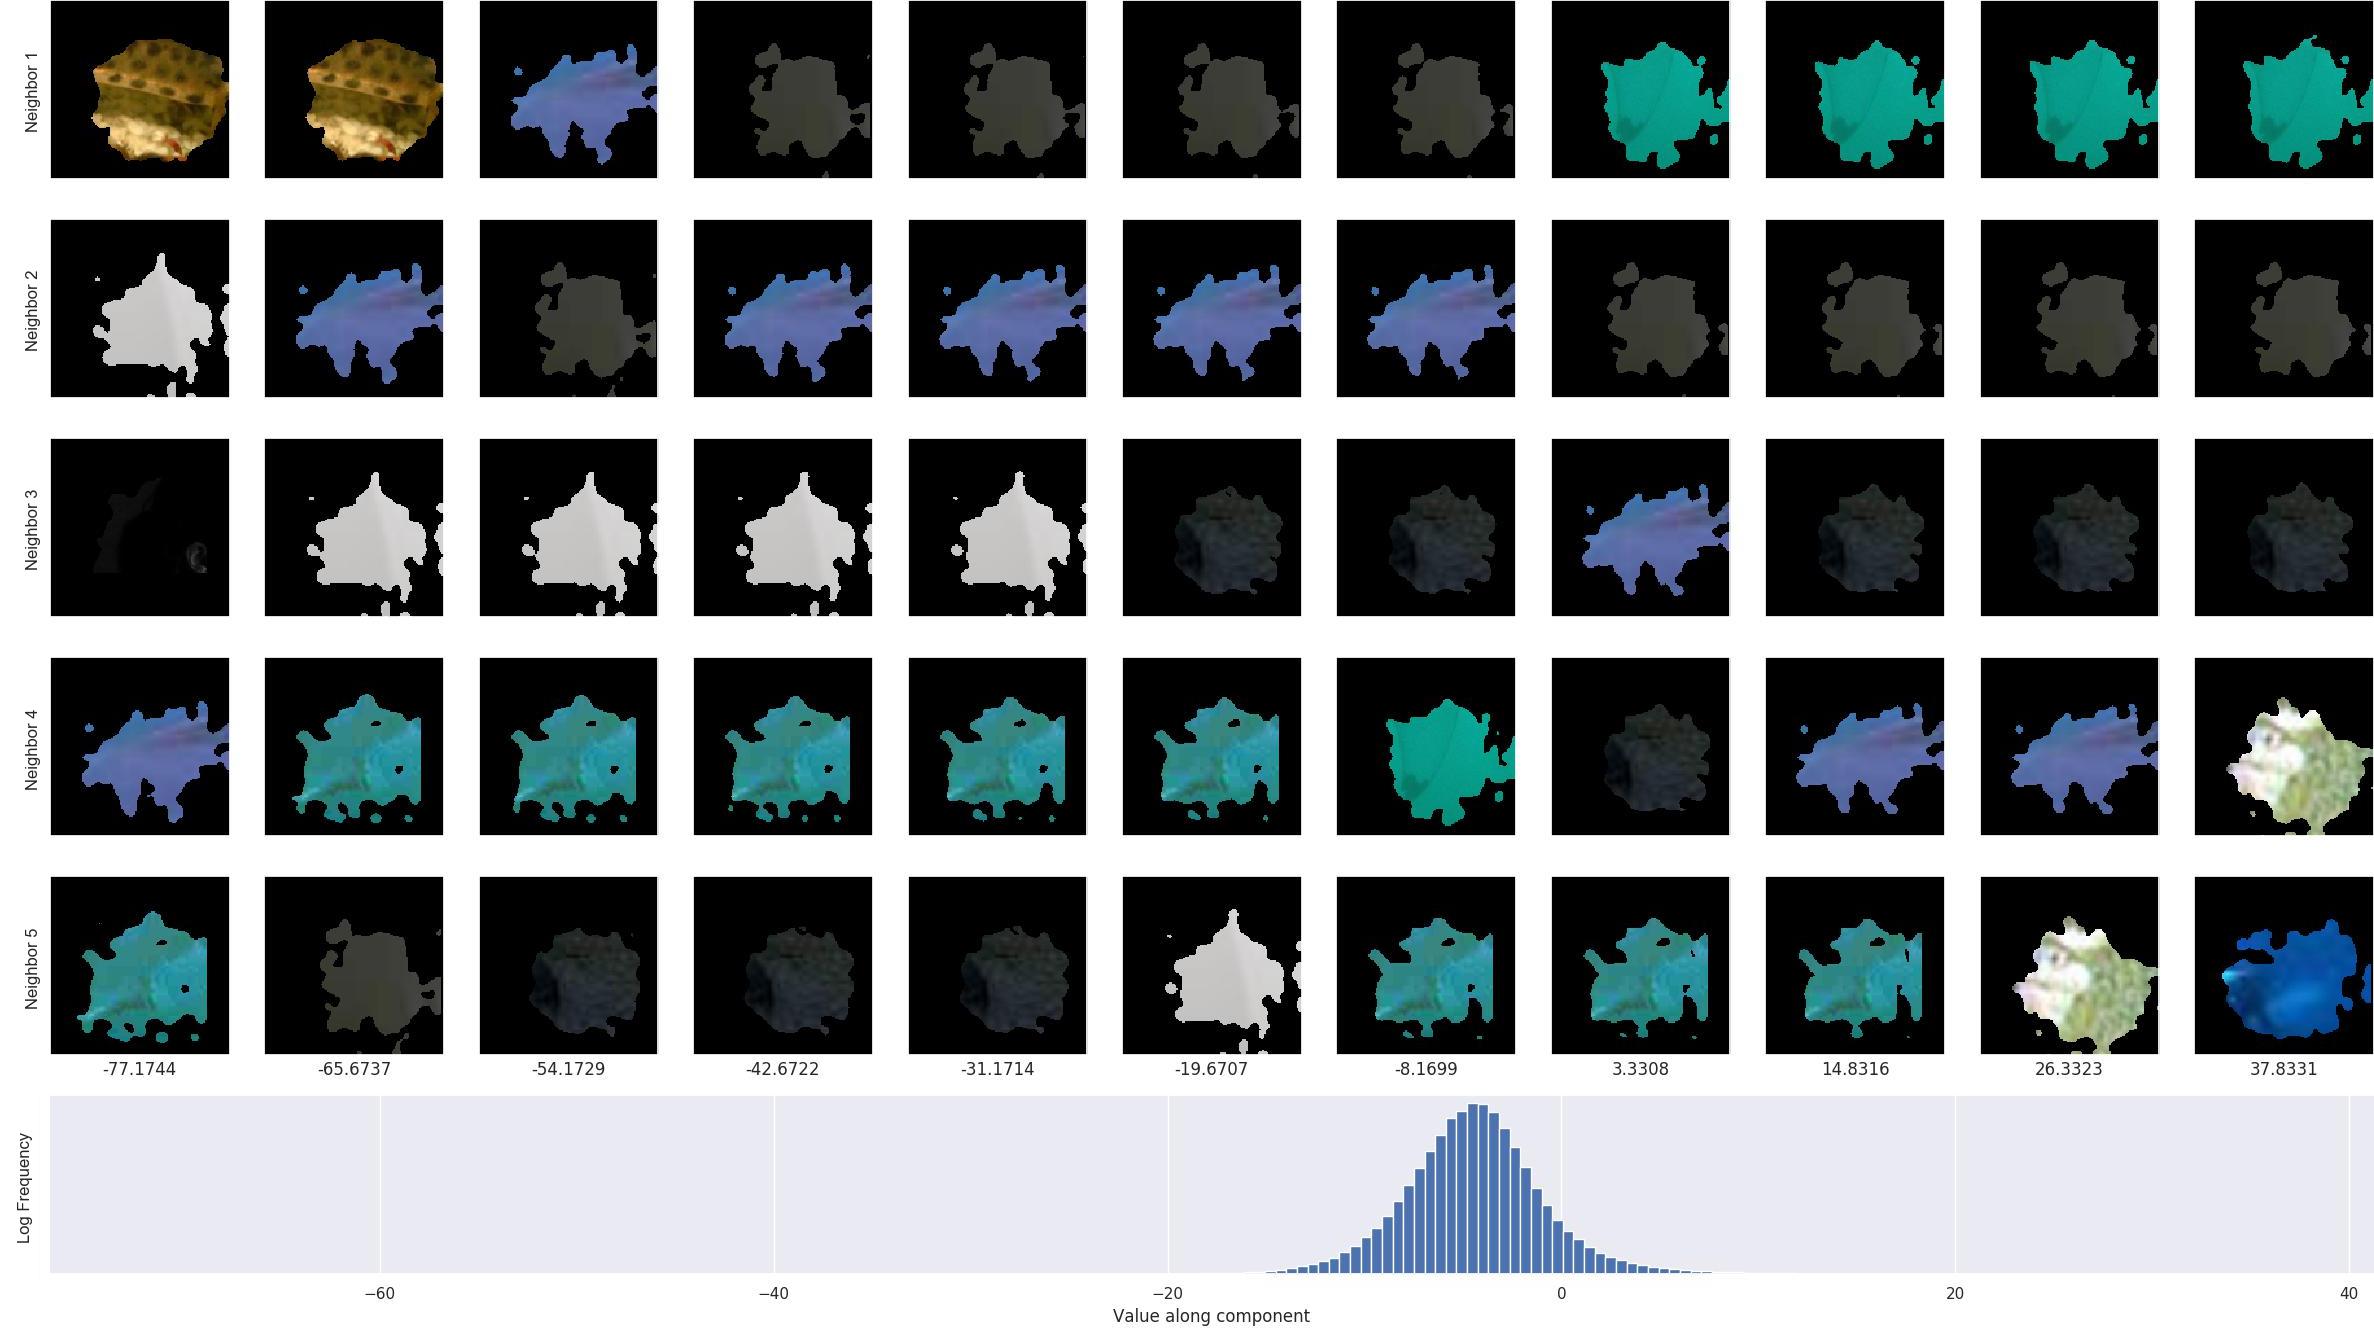 Neighbor 1
Neighbor 2
Neighbor 3
Neighbor 4
Neighbor 5
-77.1744 -65.6737 -54.1729 -42.6722 -31.1714 -19.6707 -8.1699 3.3308 14.8316 26.3323 37.8331
Log Frequency
−60 −40 −20 0 20 40
Value along component